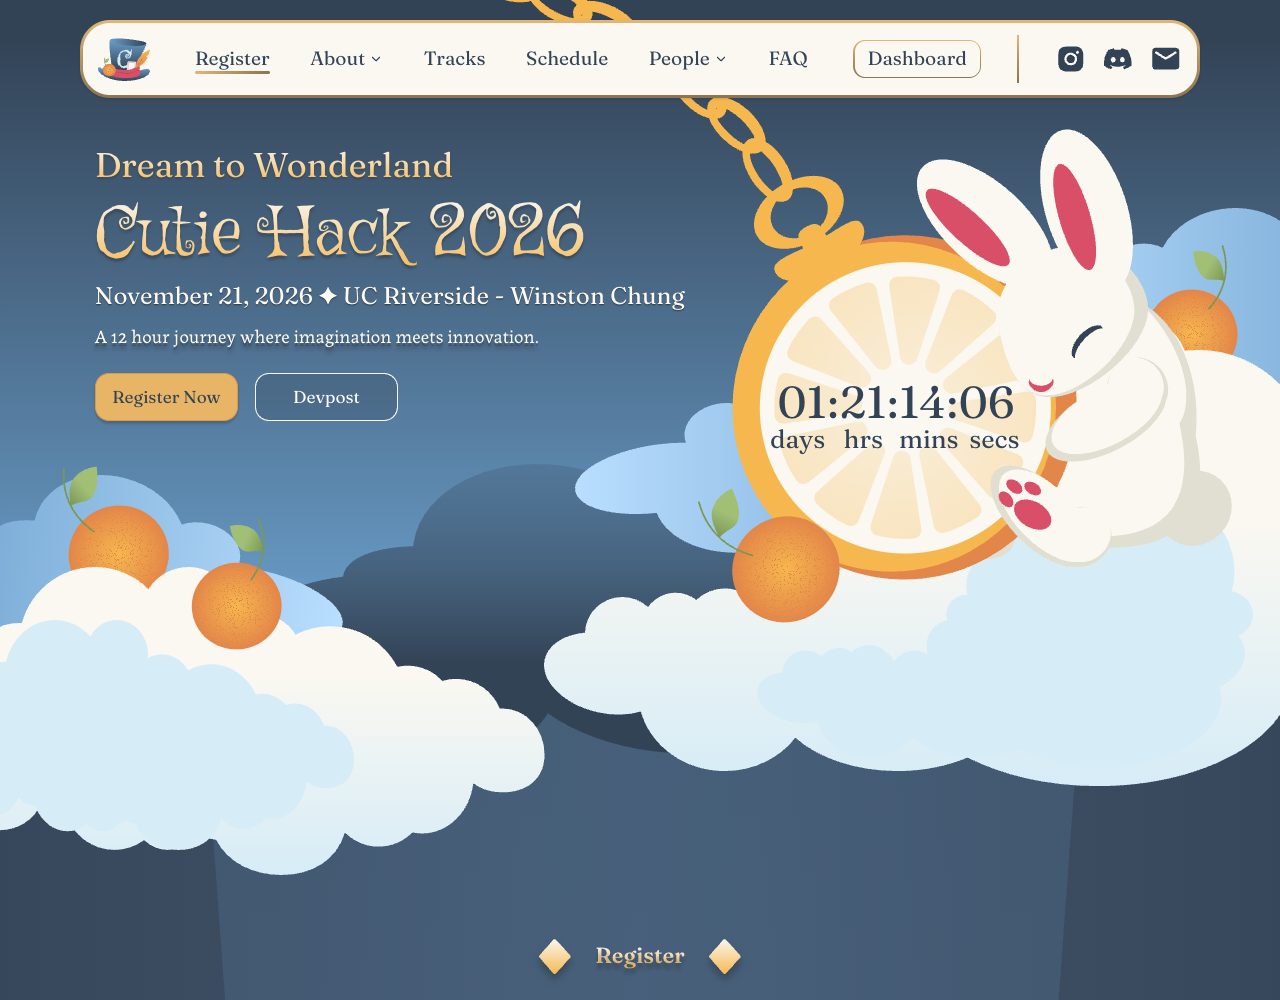 C
Register About Tracks Schedule People FAQ Dashboard
Dream to Wonderland
Cutie Hack 2026
November 21, 2026 ✦ UC Riverside - Winston Chung
A 12 hour journey where imagination meets innovation.
Register Now Devpost
01:21:14:06
days hrs mins secs
Register